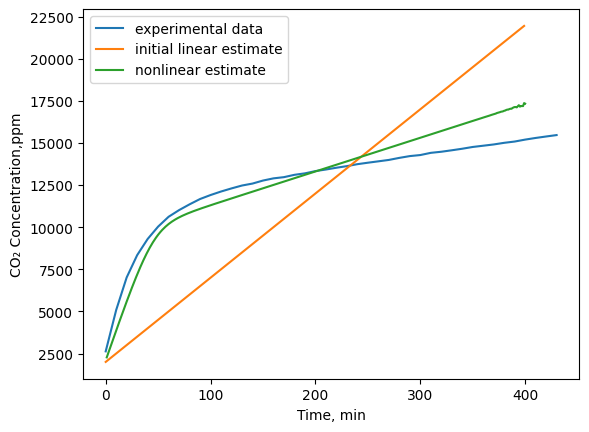 22500
20000
17500
15000
12500
10000
7500
5000
2500
CO₂ Concentration,ppm
experimental data
initial linear estimate
nonlinear estimate
0 100 200 300 400
Time, min